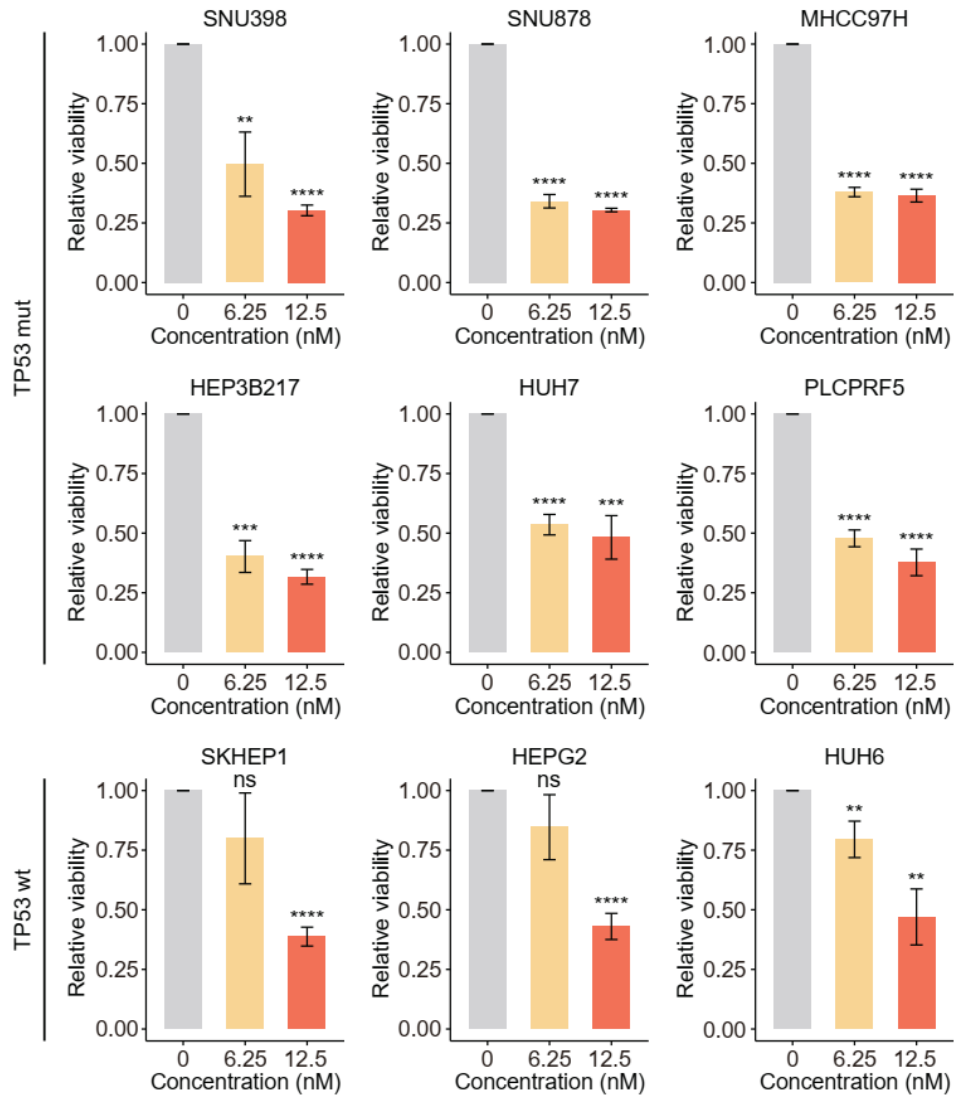 SNU398
SNU878
MHCC97H
TP53 mut
Relative viability
1.00
0.75
0.50
0.25
0.00
**
****
0
6.25
12.5
Concentration (nM)
Relative viability
1.00
0.75
0.50
0.25
0.00
****
****
0
6.25
12.5
Concentration (nM)
Relative viability
1.00
0.75
0.50
0.25
0.00
****
****
0
6.25
12.5
Concentration (nM)
HEP3B217
HUH7
PLCPRF5
Relative viability
1.00
0.75
0.50
0.25
0.00
***
****
0
6.25
12.5
Concentration (nM)
Relative viability
1.00
0.75
0.50
0.25
0.00
****
***
0
6.25
12.5
Concentration (nM)
Relative viability
1.00
0.75
0.50
0.25
0.00
****
****
0
6.25
12.5
Concentration (nM)
TP53 wt
SKHEP1
HEPG2
HUH6
Relative viability
1.00
0.75
0.50
0.25
0.00
ns
****
0
6.25
12.5
Concentration (nM)
Relative viability
1.00
0.75
0.50
0.25
0.00
ns
****
0
6.25
12.5
Concentration (nM)
Relative viability
1.00
0.75
0.50
0.25
0.00
**
**
0
6.25
12.5
Concentration (nM)